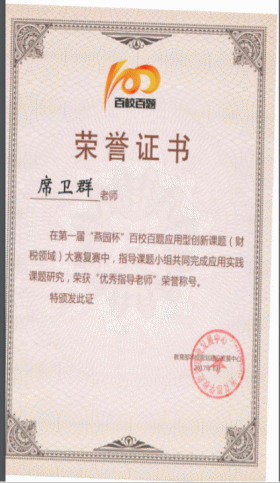 百校百题
荣誉证书
席卫群 老师
在第一届“燕园杯”百校百题应用型创新课题（财
税领域）大赛复赛中，指导课题小组共同完成应用实践
课题研究，荣获“优秀指导老师”荣誉称号。
特颁发此证